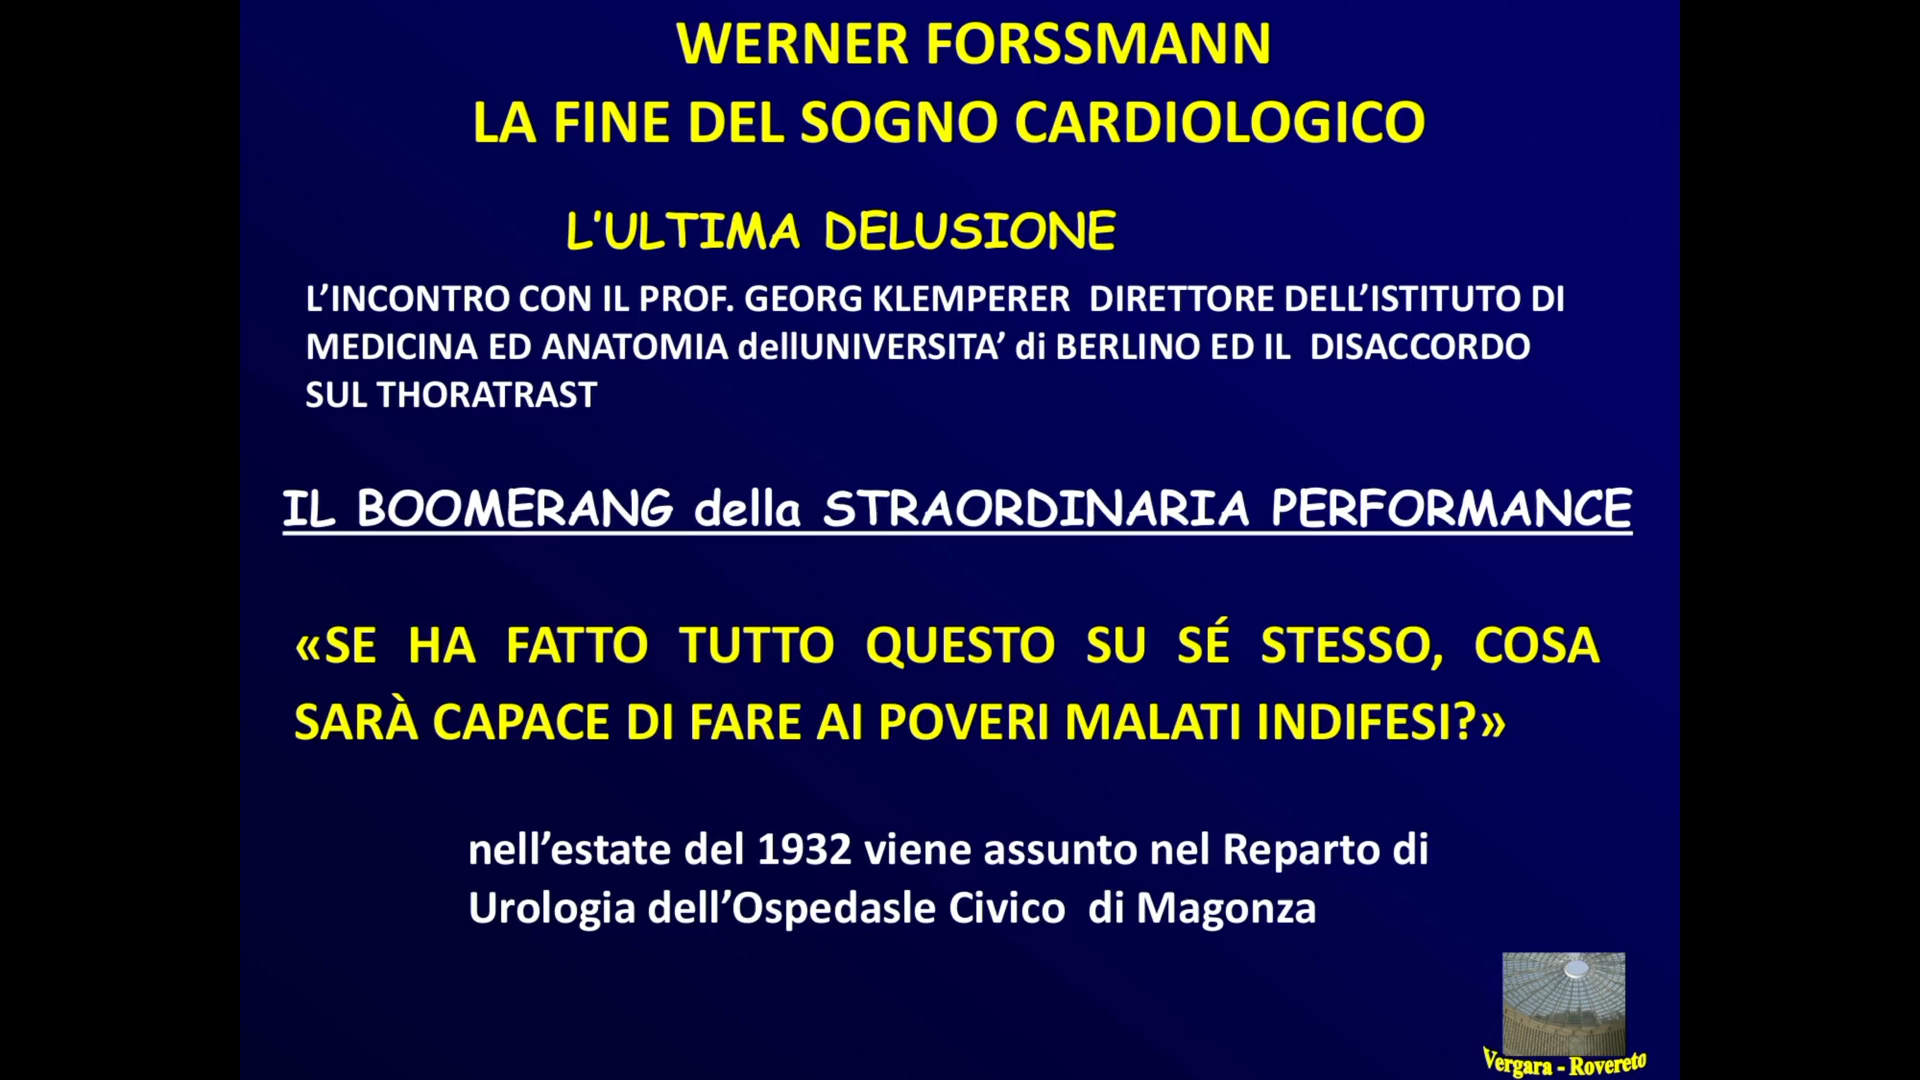 WERNER FORSSMANN
LA FINE DEL SOGNO CARDIOLOGICO
L’ULTIMA DELUSIONE
L’INCONTRO CON IL PROF. GEORG KLEMPERER DIRETTORE DELL’ISTITUTO DI
MEDICINA ED ANATOMIA dellUNIVERSITA’ di BERLINO ED IL DISACCORDO
SUL THORATRAST
IL BOOMERANG della STRAORDINARIA PERFORMANCE
«SE HA FATTO TUTTO QUESTO SU SÉ STESSO, COSA
SARÀ CAPACE DI FARE AI POVERI MALATI INDIFESI?»
nell’estate del 1932 viene assunto nel Reparto di
Urologia dell’Ospedasle Civico di Magonza
Vergara - Rovereto